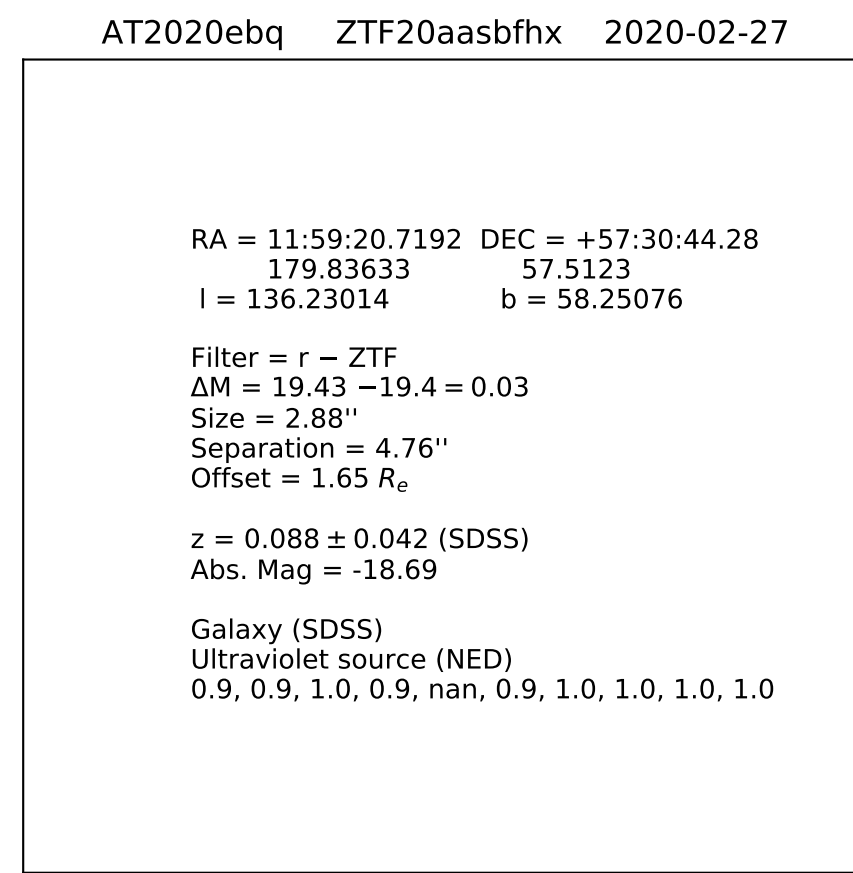 AT2020ebq ZTF20aasbfhx 2020-02-27
RA = 11:59:20.7192 DEC = +57:30:44.28
179.83633 57.5123
l = 136.23014 b = 58.25076
Filter = r − ZTF
ΔM = 19.43 −19.4 = 0.03
Size = 2.88''
Separation = 4.76''
Offset = 1.65 Re
z = 0.088 ± 0.042 (SDSS)
Abs. Mag = -18.69
Galaxy (SDSS)
Ultraviolet source (NED)
0.9, 0.9, 1.0, 0.9, nan, 0.9, 1.0, 1.0, 1.0, 1.0